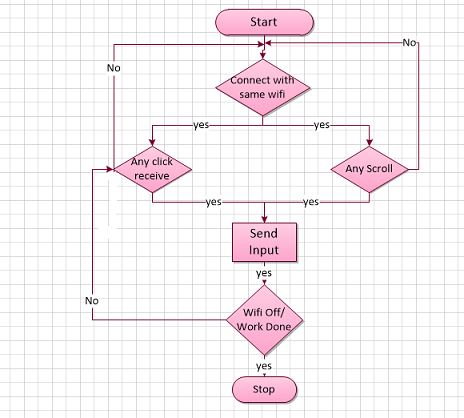 Start
No
No
Connect with
same wifi
yes
yes
Any click
receive
Any Scroll
yes
yes
Send
Input
yes
No
Wifi Off/
Work Done
yes
Stop